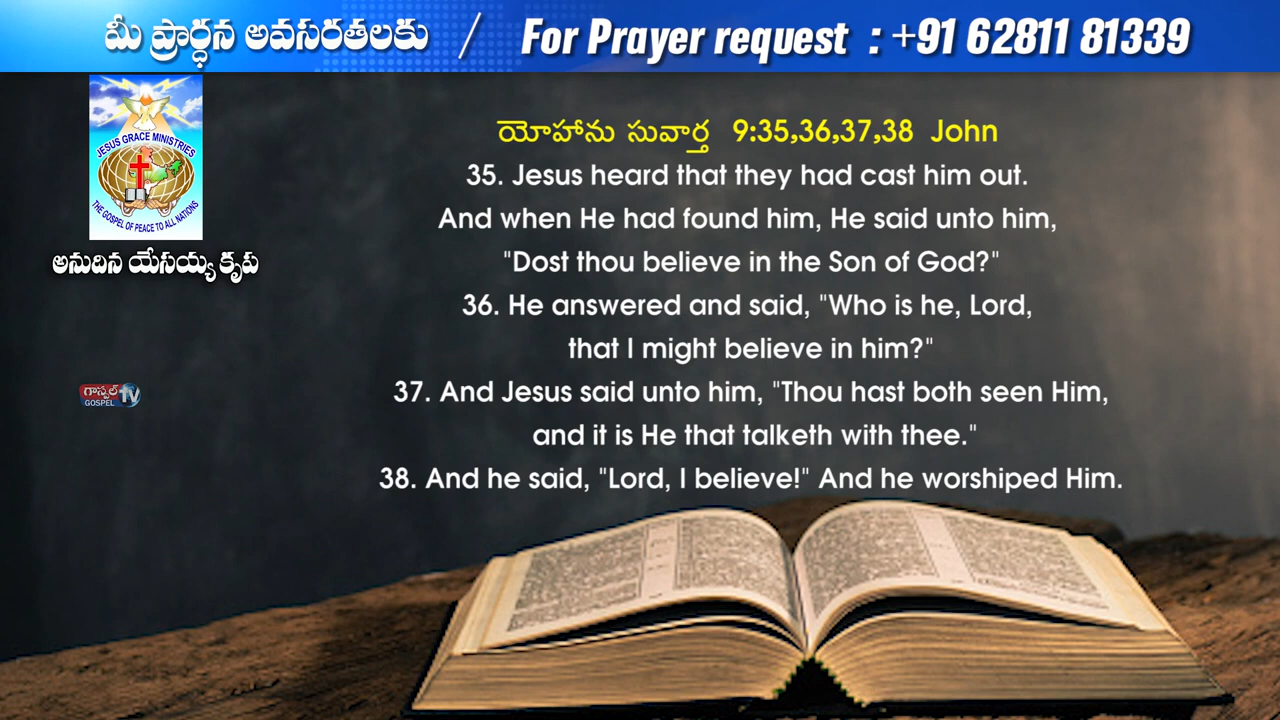 మీ ప్రార్ధన అవసరతలకు / For Prayer request : +91 62811 81339
JESUS GRACE MINISTRIES
THE GOSPEL OF PEACE TO ALL NATIONS
అనుదిన యేసయ్య కృప
గాస్పల్ TV
GOSPEL
యోహాను సువార్త 9:35,36,37,38 John
35. Jesus heard that they had cast him out.
And when He had found him, He said unto him,
"Dost thou believe in the Son of God?"
36. He answered and said, "Who is he, Lord,
that I might believe in him?"
37. And Jesus said unto him, "Thou hast both seen Him,
and it is He that talketh with thee."
38. And he said, "Lord, I believe!" And he worshiped Him.